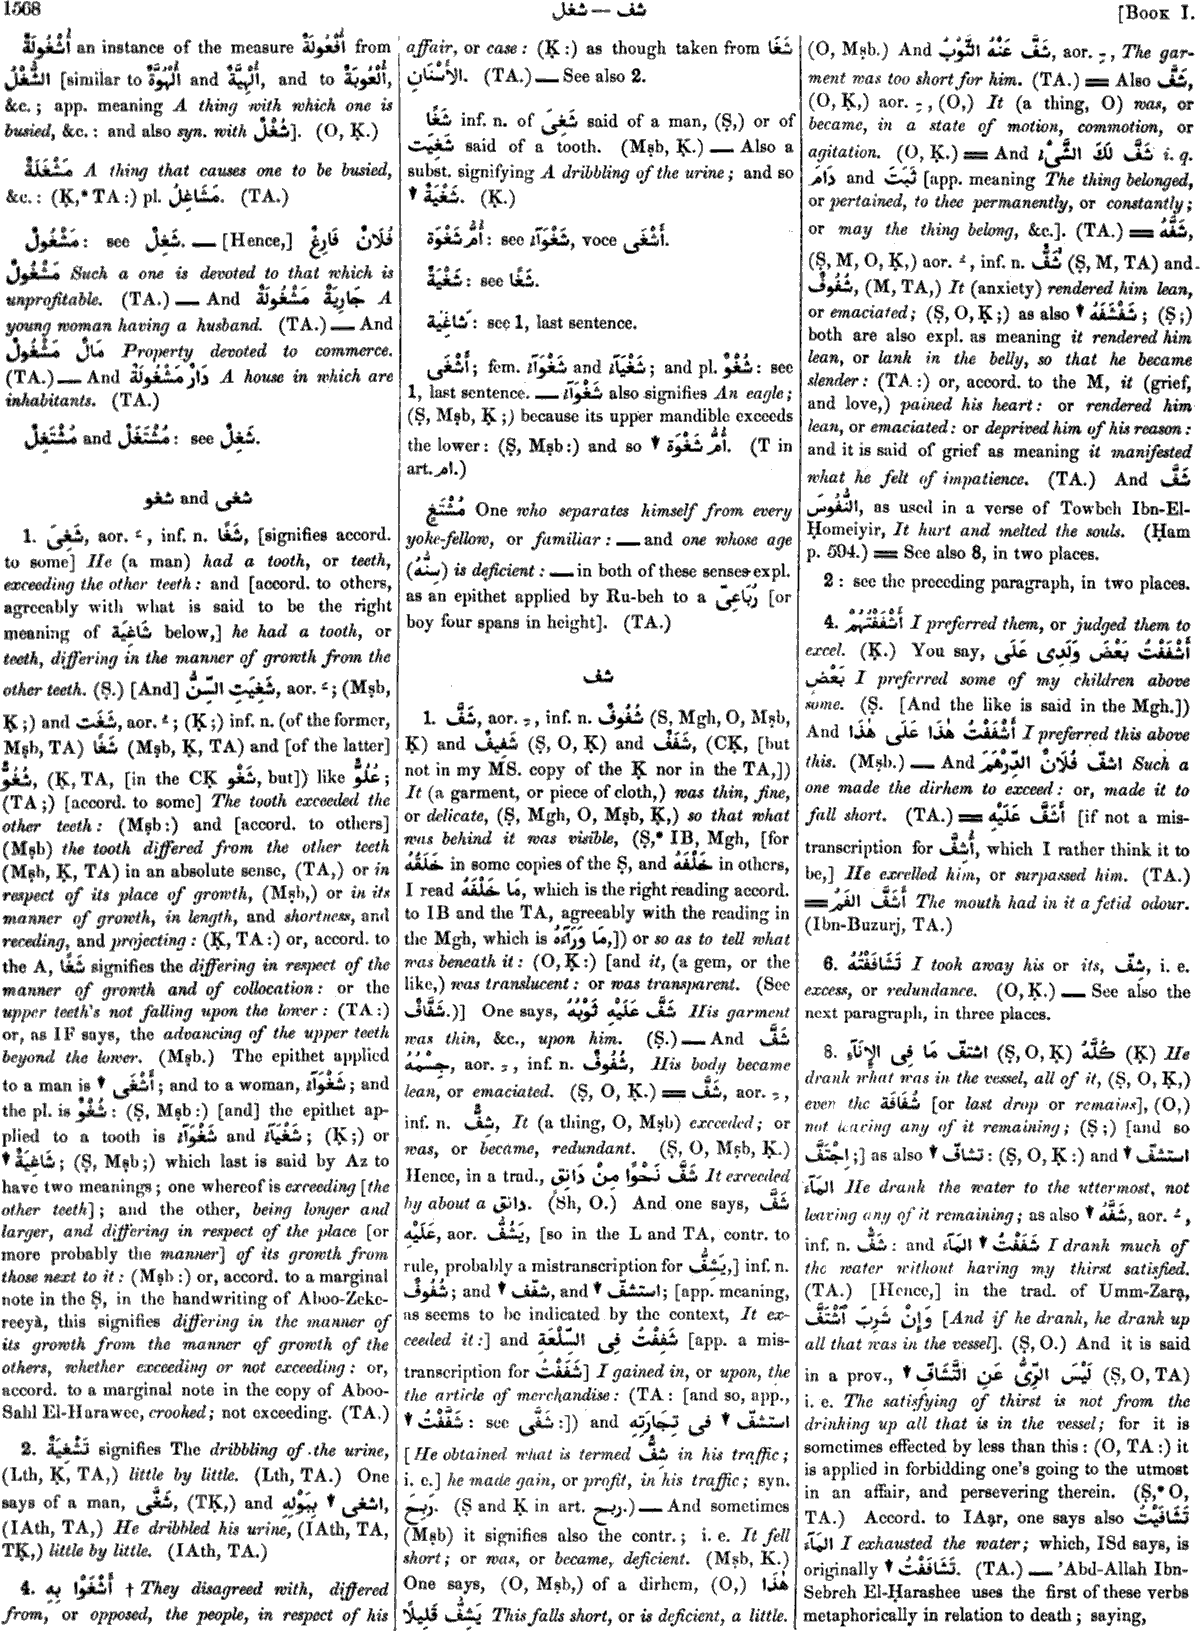 1568
شف — شغل
[BOOK I.
أُشْغُولَةٌ an instance of the measure أُفْعُولَةٌ from
الشُّغْلُ [similar to أُلْهُوَّةٌ and أُلْهِيَّةٌ, and to أُلْعُوبَةٌ,
&c.; app. meaning A thing with which one is
busied, &c.: and also syn. with شُغْلٌ]. (O, Ḳ.)
مَشْغَلَةٌ A thing that causes one to be busied,
&c.: (Ḳ,* TA:) pl. مَشَاغِلُ. (TA.)
مَشْغُولٌ: see شَغِلٌ. — [Hence,] فُلَانٌ فَارِغٌ
مَشْغُولٌ Such a one is devoted to that which is
unprofitable. (TA.) — And جَارِيَةٌ مَشْغُولَةٌ A
young woman having a husband. (TA.) — And
مَالٌ مَشْغُولٌ Property devoted to commerce.
(TA.) — And دَارٌ مَشْغُولَةٌ A house in which are
inhabitants. (TA.)
مُشْتَغَلٌ and مُشْتَغِلٌ: see شَغِلٌ.
شغو and شغى
1. شَغِىَ, aor. ـَ, inf. n. شَغًا, [signifies accord.
to some] He (a man) had a tooth, or teeth,
exceeding the other teeth: and [accord. to others,
agreeably with what is said to be the right
meaning of شَاغِيَة below,] he had a tooth, or
teeth, differing in the manner of growth from the
other teeth. (Ṣ.) [And] شَغِيَتِ السِّنُّ, aor. ـَ; (Mṣb,
Ḳ;) and شَغَت, aor. ـُ; (Ḳ;) inf. n. (of the former,
Mṣb, TA) شَغًا (Mṣb, Ḳ, TA) and [of the latter]
شُغُوٌّ, (Ḳ, TA, [in the CḲ شَغْو, but]) like عُلُوٌّ;
(TA;) [accord. to some] The tooth exceeded the
other teeth: (Mṣb:) and [accord. to others]
(Mṣb) the tooth differed from the other teeth
(Mṣb, Ḳ, TA) in an absolute sense, (TA,) or in
respect of its place of growth, (Mṣb,) or in its
manner of growth, in length, and shortness, and
receding, and projecting: (Ḳ, TA:) or, accord. to
the A, شَغًا signifies the differing in respect of the
manner of growth and of collocation: or the
upper teeth's not falling upon the lower: (TA:)
or, as IF says, the advancing of the upper teeth
beyond the lower. (Mṣb.) The epithet applied
to a man is ▼ أَشْغَى; and to a woman, شَغْوَآءُ; and
the pl. is شُغْوٌ: (Ṣ, Mṣb:) [and] the epithet ap-
plied to a tooth is شَغْوَآءُ and شَغْيَآءُ; (Ḳ;) or
▼ شَاغِيَةٌ; (Ṣ, Mṣb;) which last is said by Az to
have two meanings; one whereof is exceeding [the
other teeth]; and the other, being longer and
larger, and differing in respect of the place [or
more probably the manner] of its growth from
those next to it: (Mṣb:) or, accord. to a marginal
note in the Ṣ, in the handwriting of Aboo-Zeke-
reeyà, this signifies differing in the manner of
its growth from the manner of growth of the
others, whether exceeding or not exceeding: or,
accord. to a marginal note in the copy of Aboo-
Sahl El-Harawee, crooked; not exceeding. (TA.)
2. تَشْغِيَةٌ signifies The dribbling of the urine,
(Lth, Ḳ, TA,) little by little. (Lth, TA.) One
says of a man, شَغَّى, (TḲ,) and اشغى ▼ بِبَوْلِهِ,
(IAth, TA,) He dribbled his urine, (IAth, TA,
TḲ,) little by little. (IAth, TA.)
4. أَشْغَوْا بِهِ † They disagreed with, differed
from, or opposed, the people, in respect of his
affair, or case: (Ḳ:) as though taken from شَغَا
الأَسْنَانِ. (TA.) — See also 2.
شَغًا inf. n. of شَغِىَ said of a man, (Ṣ,) or of
شَغِيَت said of a tooth. (Mṣb, Ḳ.) — Also a
subst. signifying A dribbling of the urine; and so
▼ شَغْيَةٌ. (Ḳ.)
أُمُّ شَغْوَة: see شَغْوَآءُ, voce أَشْغَى.
شَغْيَةٌ: see شَغًا.
شَاغِيَةٌ: see 1, last sentence.
أَشْغَى; fem. شَغْوَآءُ and شَغْيَآءُ; and pl. شُغْوٌ: see
1, last sentence. — شَغْوَآءُ also signifies An eagle;
(Ṣ, Mṣb, Ḳ;) because its upper mandible exceeds
the lower: (Ṣ, Mṣb:) and so ▼ أُمُّ شَغْوَةَ. (T in
art. ام.)
مُشْتَغٍ One who separates himself from every
yoke-fellow, or familiar: — and one whose age
(سِنُّهُ) is deficient: — in both of these senses expl.
as an epithet applied by Ru-beh to a رُبَاعِىّ [or
boy four spans in height]. (TA.)
شف
1. شَفَّ, aor. ـِ, inf. n. شُفُوفٌ (Ṣ, Mgh, O, Mṣb,
Ḳ) and شَفِيفٌ (Ṣ, O, Ḳ) and شَفَفٌ, (CḲ, [but
not in my MS. copy of the Ḳ nor in the TA,])
It (a garment, or piece of cloth,) was thin, fine,
or delicate, (Ṣ, Mgh, O, Mṣb, Ḳ,) so that what
was behind it was visible, (Ṣ,* IB, Mgh, [for
خَلَقُهُ in some copies of the Ṣ, and خَلْفَهُ in others,
I read مَا خَلْفَهُ, which is the right reading accord.
to IB and the TA, agreeably with the reading in
the Mgh, which is مَا وَرَآءَهُ,]) or so as to tell what
was beneath it: (O, Ḳ:) [and it, (a gem, or the
like,) was translucent: or was transparent. (See
شَفَّافٌ.)] One says, شَفَّ عَلَيْهِ ثَوْبُهُ His garment
was thin, &c., upon him. (Ṣ.) — And شَفَّ
جِسْمُهُ, aor. ـِ, inf. n. شُفُوفٌ, His body became
lean, or emaciated. (Ṣ, O, Ḳ.) = شَفَّ, aor. ـِ,
inf. n. شَفٌّ, It (a thing, O, Mṣb) exceeded; or
was, or became, redundant. (Ṣ, O, Mṣb, Ḳ.)
Hence, in a trad., شَفَّ نَحْوًا مِنْ دَانِقٍ It exceeded
by about a دانق. (Sh, O.) And one says, شَفَّ
عَلَيْهِ, aor. يَشُفُّ, [so in the L and TA, contr. to
rule, probably a mistranscription for يَشِفُّ,] inf. n.
شُفُوفٌ; and ▼ شفّف, and ▼ استشفّ; [app. meaning,
as seems to be indicated by the context, It ex-
ceeded it:] and شَفِفْتُ فِى السِّلْعَةِ [app. a mis-
transcription for شَفَفْتُ] I gained in, or upon, the
the article of merchandise: (TA: [and so, app.,
▼ شَفَّفْتُ: see شَفَّى:]) and استشفّ ▼ فى تِجَارَتِهِ
[He obtained what is termed شِفّ in his traffic;
i. e.] he made gain, or profit, in his traffic; syn.
رَبِحَ. (Ṣ and Ḳ in art. ربح.) — And sometimes
(Mṣb) it signifies also the contr.; i. e. It fell
short; or was, or became, deficient. (Mṣb, Ḳ.)
One says, (O, Mṣb,) of a dirhem, (O,) هٰذَا
يَشِفُّ قَلِيلًا This falls short, or is deficient, a little.
(O, Mṣb.) And شَفَّ عَنْهُ الثَّوْبُ, aor. ـِ, The gar-
ment was too short for him. (TA.) = Also شَفَّ,
(O, Ḳ,) aor. ـِ, (O,) It (a thing, O) was, or
became, in a state of motion, commotion, or
agitation. (O, Ḳ.) = And شَفَّ لَكَ الشَّىْءُ i. q.
دَامَ and ثَبَتَ [app. meaning The thing belonged,
or pertained, to thee permanently, or constantly;
or may the thing belong, &c.]. (TA.) = شَفَّهُ,
(Ṣ, M, O, Ḳ,) aor. ـُ, inf. n. شَفٌّ (Ṣ, M, TA) and
شُفُوفٌ, (M, TA,) It (anxiety) rendered him lean,
or emaciated; (Ṣ, O, Ḳ;) as also ▼ شَفْشَفَهُ; (Ṣ;)
both are also expl. as meaning it rendered him
lean, or lank in the belly, so that he became
slender: (TA:) or, accord. to the M, it (grief,
and love,) pained his heart: or rendered him
lean, or emaciated: or deprived him of his reason:
and it is said of grief as meaning it manifested
what he felt of impatience. (TA.) And شَفَّ
النُّفُوسَ, as used in a verse of Towbeh Ibn-El-
Ḥomeiyir, It hurt and melted the souls. (Ḥam
p. 594.) = See also 8, in two places.
2: see the preceding paragraph, in two places.
4. أَشْفَفْتُهُمْ I preferred them, or judged them to
excel. (Ḳ.) You say, أَشْفَفْتُ بَعْضَ وَلَدِى عَلَى
بَعْضٍ I preferred some of my children above
some. (Ṣ. [And the like is said in the Mgh.])
And أَشْفَفْتُ هٰذَا عَلَى هٰذَا I preferred this above
this. (Mṣb.) — And اشفّ فُلَانٌ الدِّرْهَمَ Such a
one made the dirhem to exceed: or, made it to
fall short. (TA.) = أَشَفَّ عَلَيْهِ [if not a mis-
transcription for أُشِفَّ, which I rather think it to
be,] He excelled him, or surpassed him. (TA.)
= أَشَفَّ الفَمُ The mouth had in it a fetid odour.
(Ibn-Buzurj, TA.)
6. تَشَافَفْتُهُ I took away his or its, شِفّ, i. e.
excess, or redundance. (O, Ḳ.) — See also the
next paragraph, in three places.
8. اشتفّ مَا فِى الإِنَآءِ (Ṣ, O, Ḳ) كُلَّهُ (Ḳ) He
drank what was in the vessel, all of it, (Ṣ, O, Ḳ,)
even the شُفَافَة [or last drop or remains], (O,)
not leaving any of it remaining; (Ṣ;) [and so
اِجْتَفَّ;] as also ▼ تشافّ: (Ṣ, O, Ḳ:) and ▼ استشفّ
المَآءَ He drank the water to the uttermost, not
leaving any of it remaining; as also ▼ شَفَّهُ, aor. ـُ,
inf. n. شَفٌّ: and شَفِفْتُ ▼ المَآءَ I drank much of
the water without having my thirst satisfied.
(TA.) [Hence,] in the trad. of Umm-Zarạ,
وَإِنْ شَرِبَ ٱشْتَفَّ [And if he drank, he drank up
all that was in the vessel]. (Ṣ, O.) And it is said
in a prov., لَيْسَ الرِّىُّ عَنِ التَّشَافِّ ▼ (Ṣ, O, TA)
i. e. The satisfying of thirst is not from the
drinking up all that is in the vessel; for it is
sometimes effected by less than this: (O, TA:) it
is applied in forbidding one's going to the utmost
in an affair, and persevering therein. (Ṣ,* O,
TA.) Accord. to IAạr, one says also تَشَافَيْتُ
المَآءَ I exhausted the water; which, ISd says, is
originally ▼ تَشَافَفْتُ. (TA.) — 'Abd-Allah Ibn-
Sebreh El-Ḥarashee uses the first of these verbs
metaphorically in relation to death; saying,